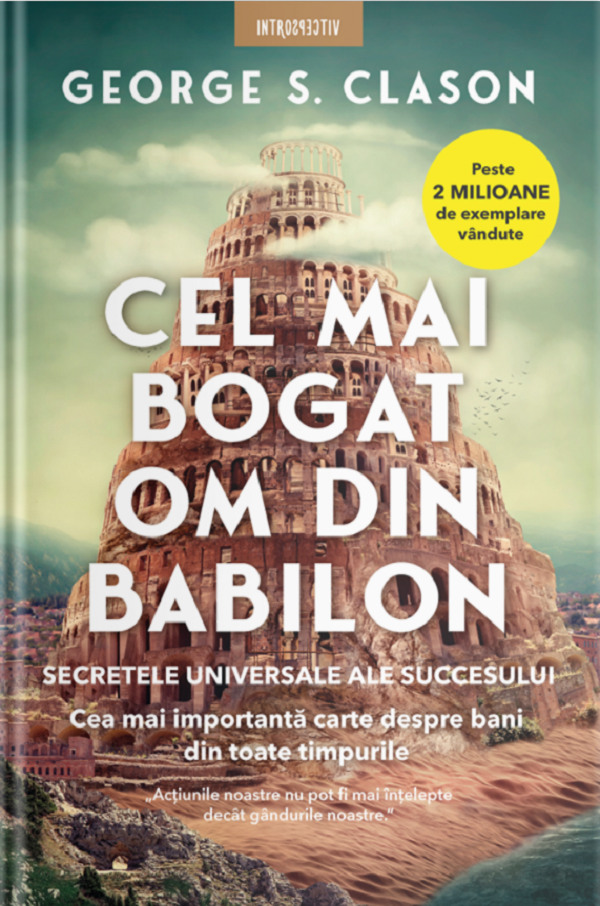 INTROSPECTIV
GEORGE S. CLASON
Peste
2 MILIOANE
de exemplare
vândute
CEL MAI
BOGAT
OM DIN
BABILON
SECRETELE UNIVERSALE ALE SUCCESULUI
Cea mai importantă carte despre bani
din toate timpurile
„Acțiunile noastre nu pot fi mai înțelepte
decât gândurile noastre.”